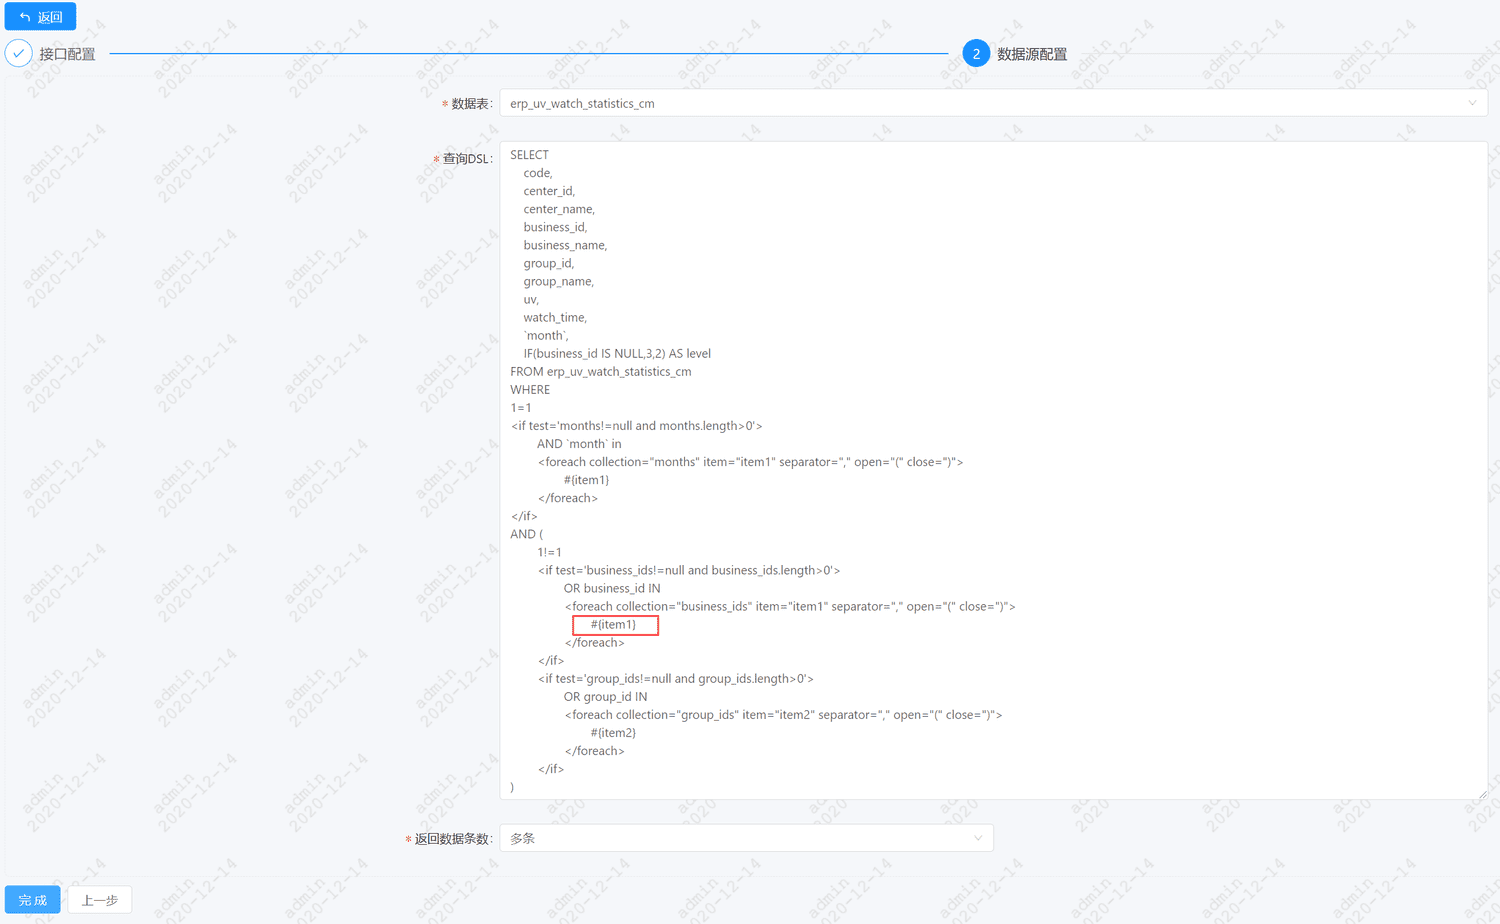 返回
接口配置
2 数据源配置
* 数据表: erp_uv_watch_statistics_cm
* 查询DSL: SELECT
code,
center_id,
center_name,
business_id,
business_name,
group_id,
group_name,
uv,
watch_time,
`month`,
IF(business_id IS NULL,3,2) AS level
FROM erp_uv_watch_statistics_cm
WHERE
1=1
<if test='months!=null and months.length>0'>
AND `month` in
<foreach collection="months" item="item1" separator="," open="(" close=")">
#{item1}
</foreach>
</if>
AND (
1!=1
<if test='business_ids!=null and business_ids.length>0'>
OR business_id IN
<foreach collection="business_ids" item="item1" separator="," open="(" close=")">
#{item1}
</foreach>
</if>
<if test='group_ids!=null and group_ids.length>0'>
OR group_id IN
<foreach collection="group_ids" item="item2" separator="," open="(" close=")">
#{item2}
</foreach>
</if>
)
* 返回数据条数: 多条
完成 上一步
admin
2020-12-14